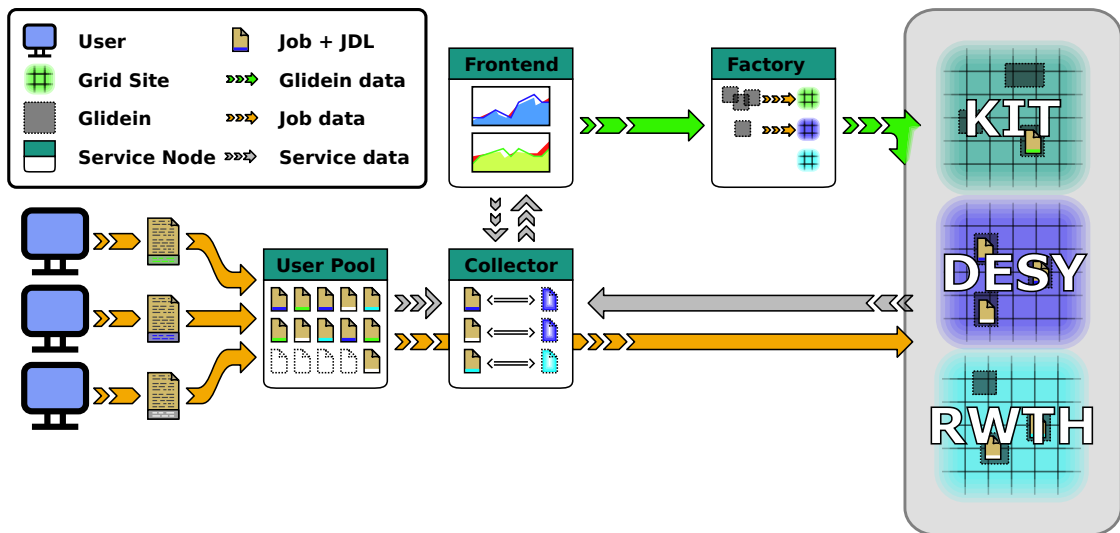 User
Job + JDL
Grid Site
Glidein data
Glidein
Job data
Service Node
Service data
Frontend
Factory
User Pool
Collector
KIT
DESY
RWTH